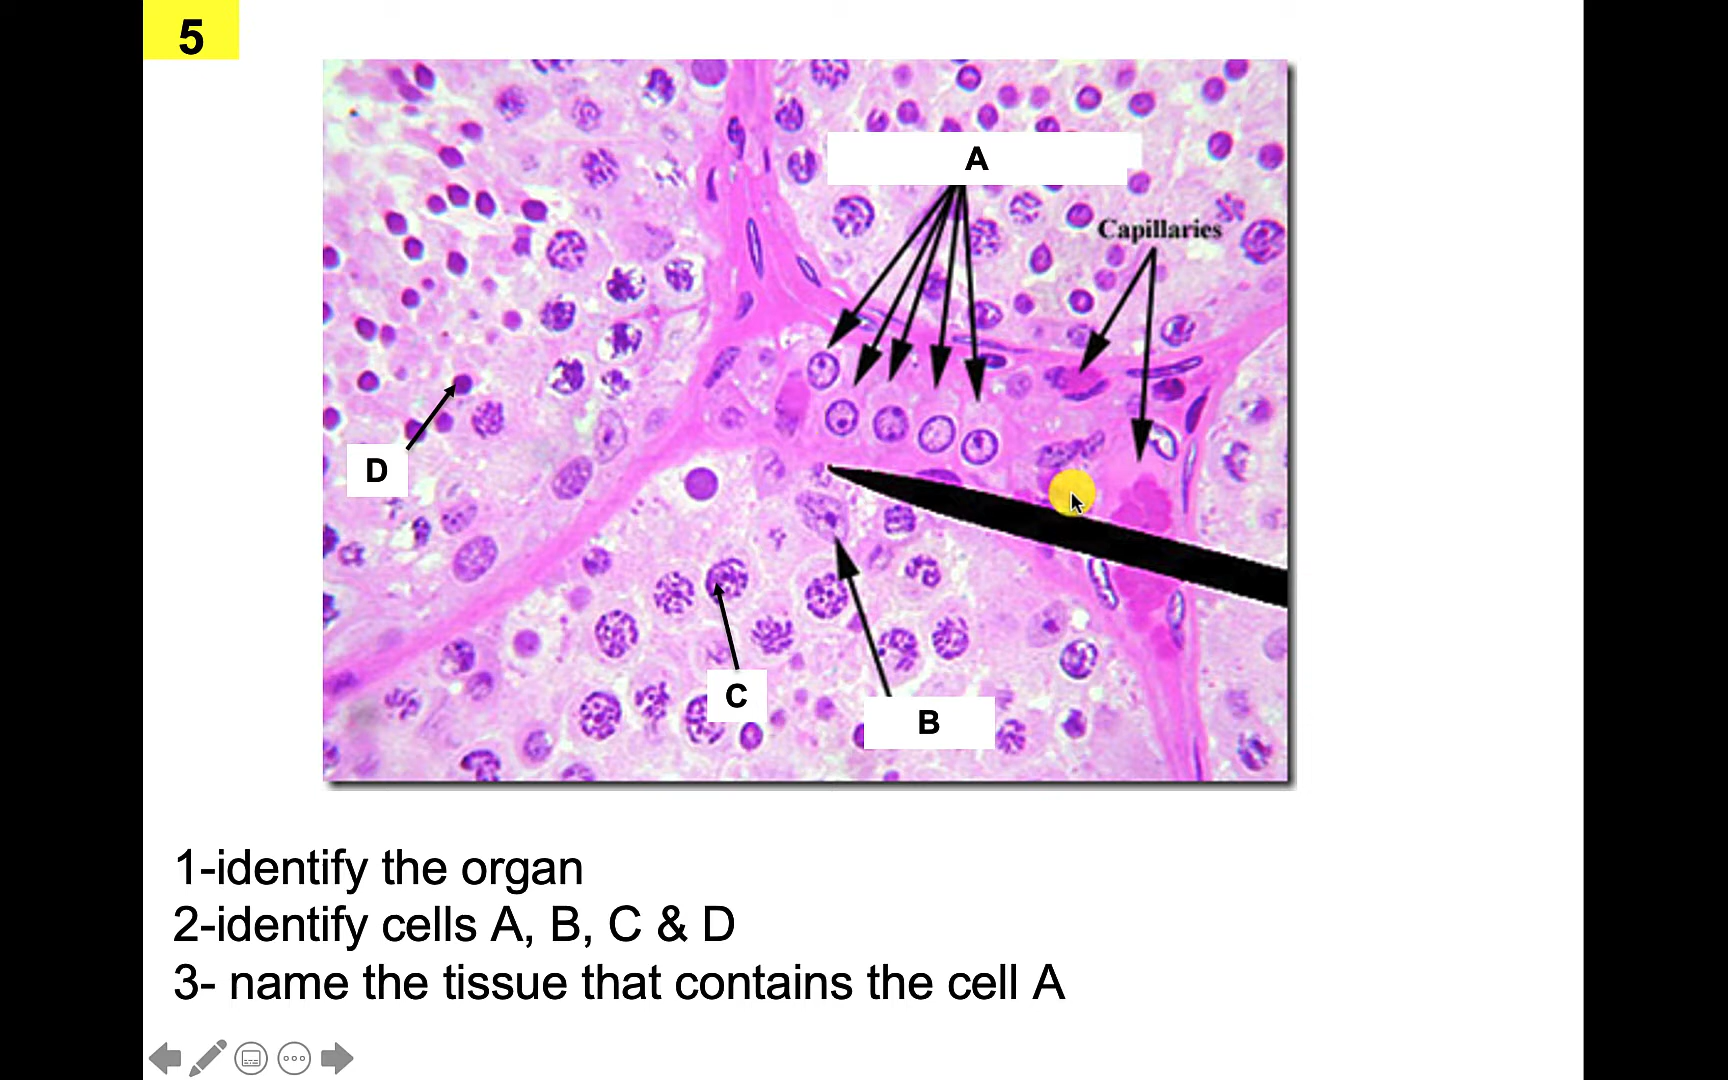 5
A
Capillaries
D
C
B
1-identify the organ
2-identify cells A, B, C & D
3- name the tissue that contains the cell A